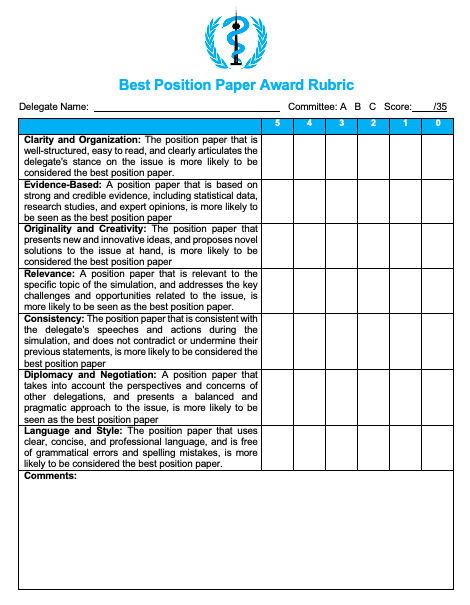 Best Position Paper Award Rubric
Delegate Name: ________________________________ Committee: A B C Score:____/35
5 4 3 2 1 0
Clarity and Organization: The position paper that is
well-structured, easy to read, and clearly articulates the
delegate's stance on the issue is more likely to be
considered the best position paper.
Evidence-Based: A position paper that is based on
strong and credible evidence, including statistical data,
research studies, and expert opinions, is more likely to
be seen as the best position paper
Originality and Creativity: The position paper that
presents new and innovative ideas, and proposes novel
solutions to the issue at hand, is more likely to be
considered the best position paper
Relevance: A position paper that is relevant to the
specific topic of the simulation, and addresses the key
challenges and opportunities related to the issue, is
more likely to be seen as the best position paper.
Consistency: The position paper that is consistent with
the delegate's speeches and actions during the
simulation, and does not contradict or undermine their
previous statements, is more likely to be considered the
best position paper
Diplomacy and Negotiation: A position paper that
takes into account the perspectives and concerns of
other delegations, and presents a balanced and
pragmatic approach to the issue, is more likely to be
seen as the best position paper
Language and Style: The position paper that uses
clear, concise, and professional language, and is free
of grammatical errors and spelling mistakes, is more
likely to be considered the best position paper.
Comments: